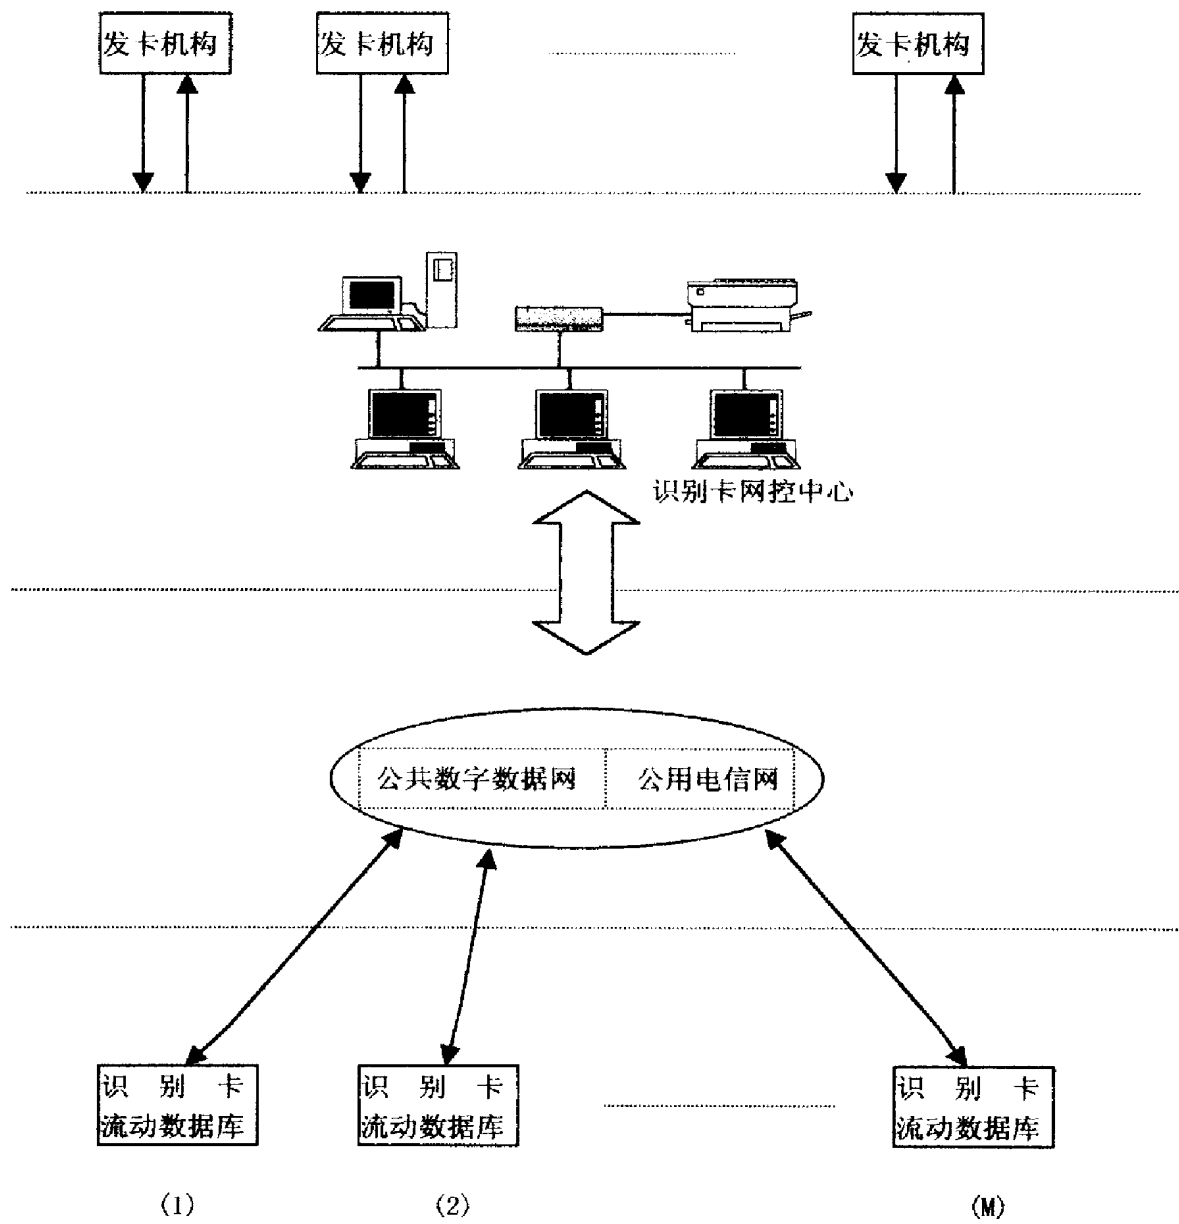 发卡机构
发卡机构
发卡机构
识别卡网控中心
公共数字数据网
公用电信网
识 别 卡
流动数据库
识 别 卡
流动数据库
识 别 卡
流动数据库
(1)
(2)
(M)